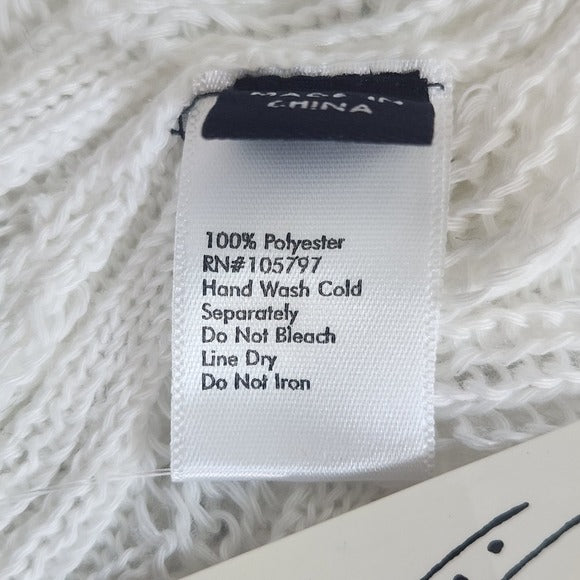 MADE IN
CHINA
100% Polyester
RN#105797
Hand Wash Cold
Separately
Do Not Bleach
Line Dry
Do Not Iron